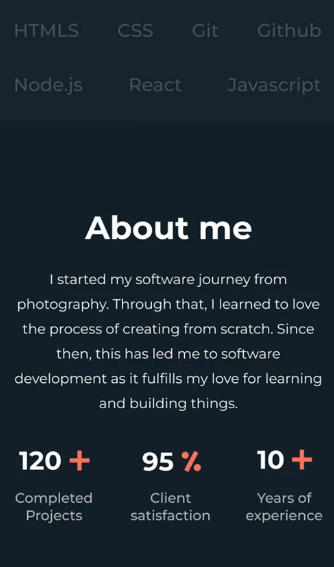 HTMLS CSS Git Github
Node.js React Javascript
About me
I started my software journey from
photography. Through that, I learned to love
the process of creating from scratch. Since
then, this has led me to software
development as it fulfills my love for learning
and building things.
120 + 95 % 10 +
Completed Client Years of
Projects satisfaction experience